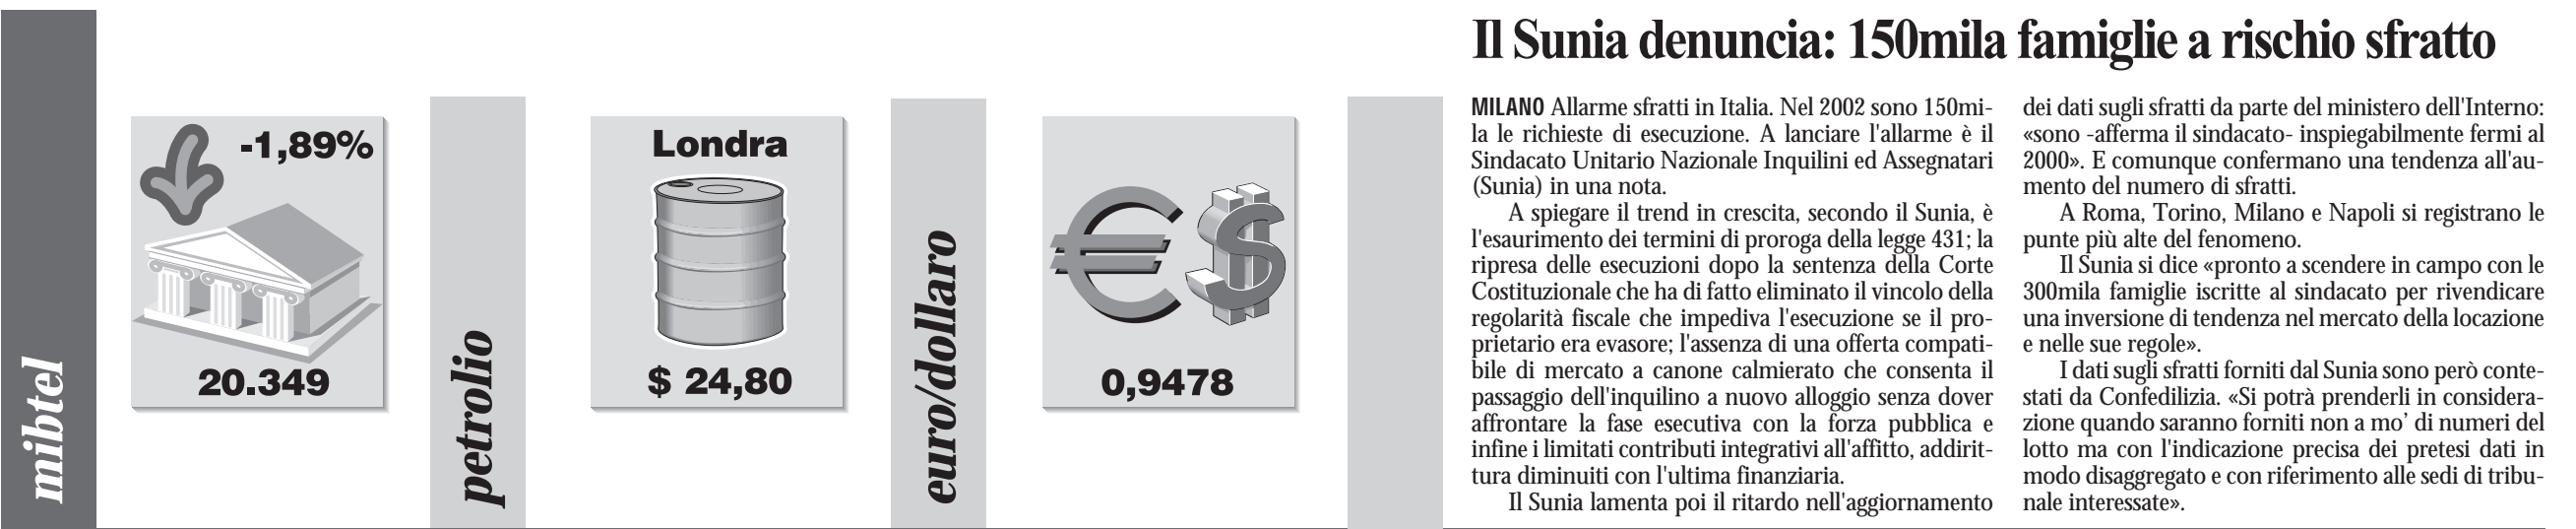 mibtel
-1,89%
20.349
petrolio
Londra
$ 24,80
euro/dollaro
0,9478
Il Sunia denuncia: 150mila famiglie a rischio sfratto
MILANO Allarme sfratti in Italia. Nel 2002 sono 150mi-
la le richieste di esecuzione. A lanciare l'allarme è il
Sindacato Unitario Nazionale Inquilini ed Assegnatari
(Sunia) in una nota.
A spiegare il trend in crescita, secondo il Sunia, è
l'esaurimento dei termini di proroga della legge 431; la
ripresa delle esecuzioni dopo la sentenza della Corte
Costituzionale che ha di fatto eliminato il vincolo della
regolarità fiscale che impediva l'esecuzione se il pro-
prietario era evasore; l'assenza di una offerta compati-
bile di mercato a canone calmierato che consenta il
passaggio dell'inquilino a nuovo alloggio senza dover
affrontare la fase esecutiva con la forza pubblica e
infine i limitati contributi integrativi all'affitto, addirit-
tura diminuiti con l'ultima finanziaria.
Il Sunia lamenta poi il ritardo nell'aggiornamento
dei dati sugli sfratti da parte del ministero dell'Interno:
«sono -afferma il sindacato- inspiegabilmente fermi al
2000». E comunque confermano una tendenza all'au-
mento del numero di sfratti.
A Roma, Torino, Milano e Napoli si registrano le
punte più alte del fenomeno.
Il Sunia si dice «pronto a scendere in campo con le
300mila famiglie iscritte al sindacato per rivendicare
una inversione di tendenza nel mercato della locazione
e nelle sue regole».
I dati sugli sfratti forniti dal Sunia sono però conte-
stati da Confedilizia. «Si potrà prenderli in considera-
zione quando saranno forniti non a mo’ di numeri del
lotto ma con l'indicazione precisa dei pretesi dati in
modo disaggregato e con riferimento alle sedi di tribu-
nale interessate».